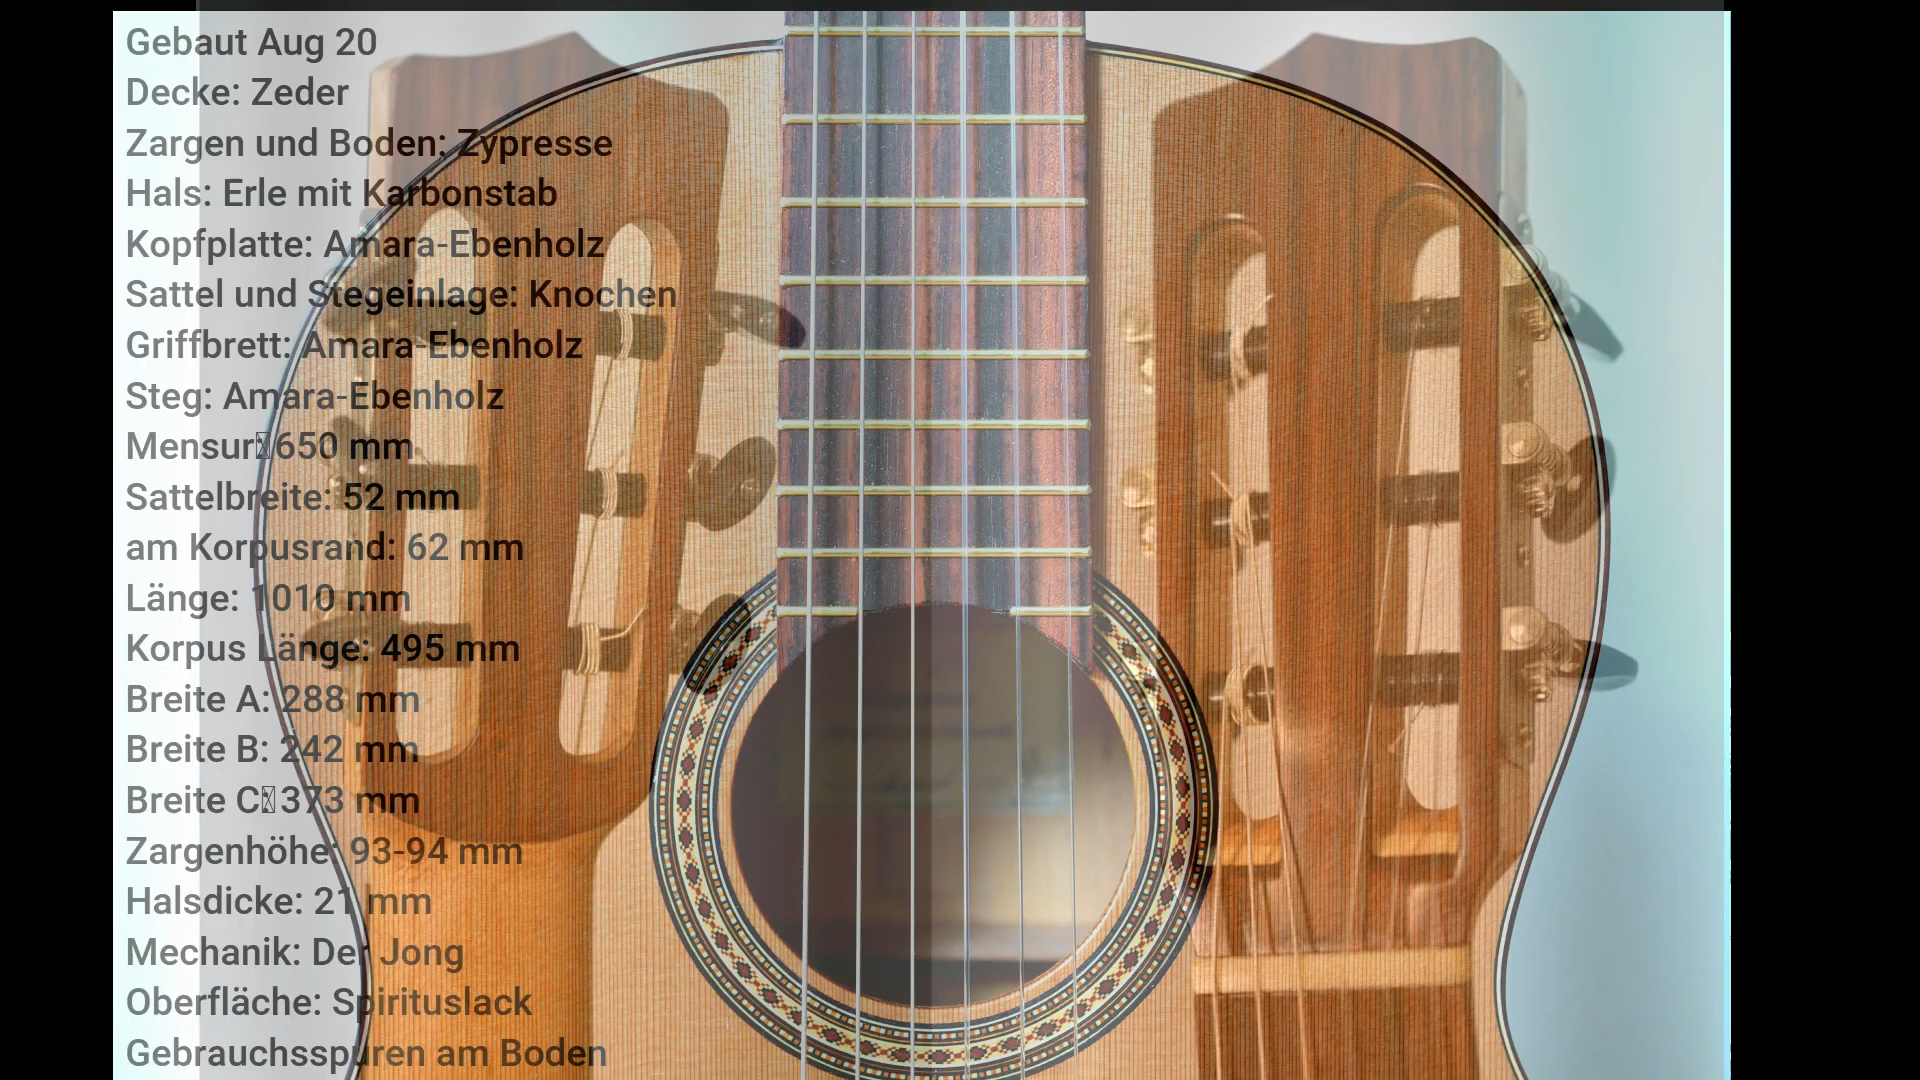 Gebaut Aug 20
Decke: Zeder
Zargen und Boden: Zypresse
Hals: Erle mit Karbonstab
Kopfplatte: Amara-Ebenholz
Sattel und Stegeinlage: Knochen
Griffbrett: Amara-Ebenholz
Steg: Amara-Ebenholz
Mensur: 650 mm
Sattelbreite: 52 mm
am Korpusrand: 62 mm
Länge: 1010 mm
Korpus Länge: 495 mm
Breite A: 288 mm
Breite B: 242 mm
Breite C: 373 mm
Zargenhöhe: 93-94 mm
Halsdicke: 21 mm
Mechanik: Der Jong
Oberfläche: Spirituslack
Gebrauchsspuren am Boden